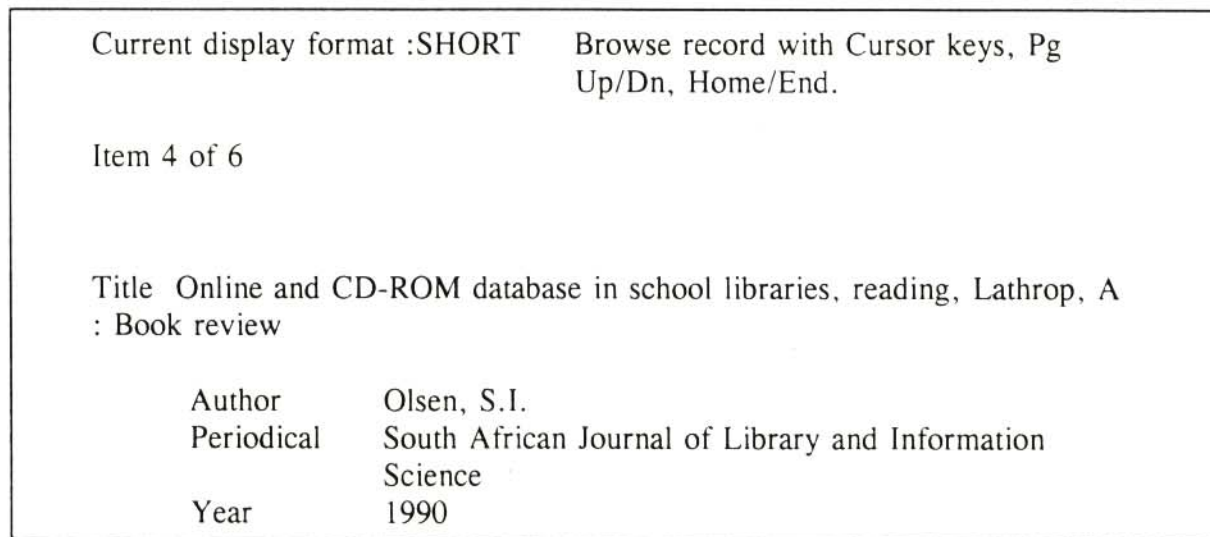 Current display format :SHORT Browse record with Cursor keys, Pg
Up/Dn, Home/End.
Item 4 of 6
Title Online and CD-ROM database in school libraries, reading, Lathrop, A
: Book review
Author Olsen, S.I.
Periodical South African Journal of Library and Information
Science
Year 1990